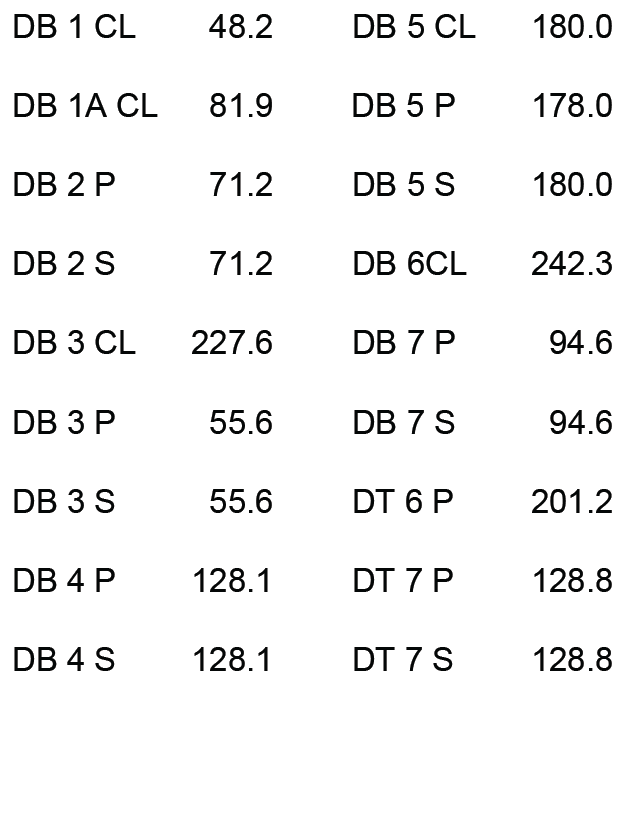 DB 1 CL 48.2 DB 5 CL 180.0
DB 1A CL 81.9 DB 5 P 178.0
DB 2 P 71.2 DB 5 S 180.0
DB 2 S 71.2 DB 6CL 242.3
DB 3 CL 227.6 DB 7 P 94.6
DB 3 P 55.6 DB 7 S 94.6
DB 3 S 55.6 DT 6 P 201.2
DB 4 P 128.1 DT 7 P 128.8
DB 4 S 128.1 DT 7 S 128.8